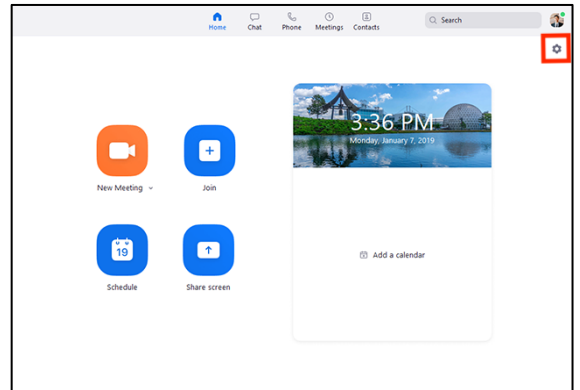 Home Chat Phone Meetings Contacts Search
3:36 PM
Monday, January 7, 2019
New Meeting Join
19
Add a calendar
Schedule Share screen